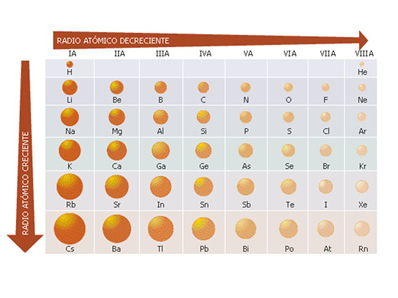 RADIO ATÓMICO DECRECIENTE
IA IIA IIIA IVA VA VIA VIIA VIIIA
H He
Li Be B C N O F Ne
Na Mg Al Si P S Cl Ar
K Ca Ga Ge As Se Br Kr
Rb Sr In Sn Sb Te I Xe
Cs Ba Tl Pb Bi Po At Rn
RADIO ATÓMICO CRECIENTE